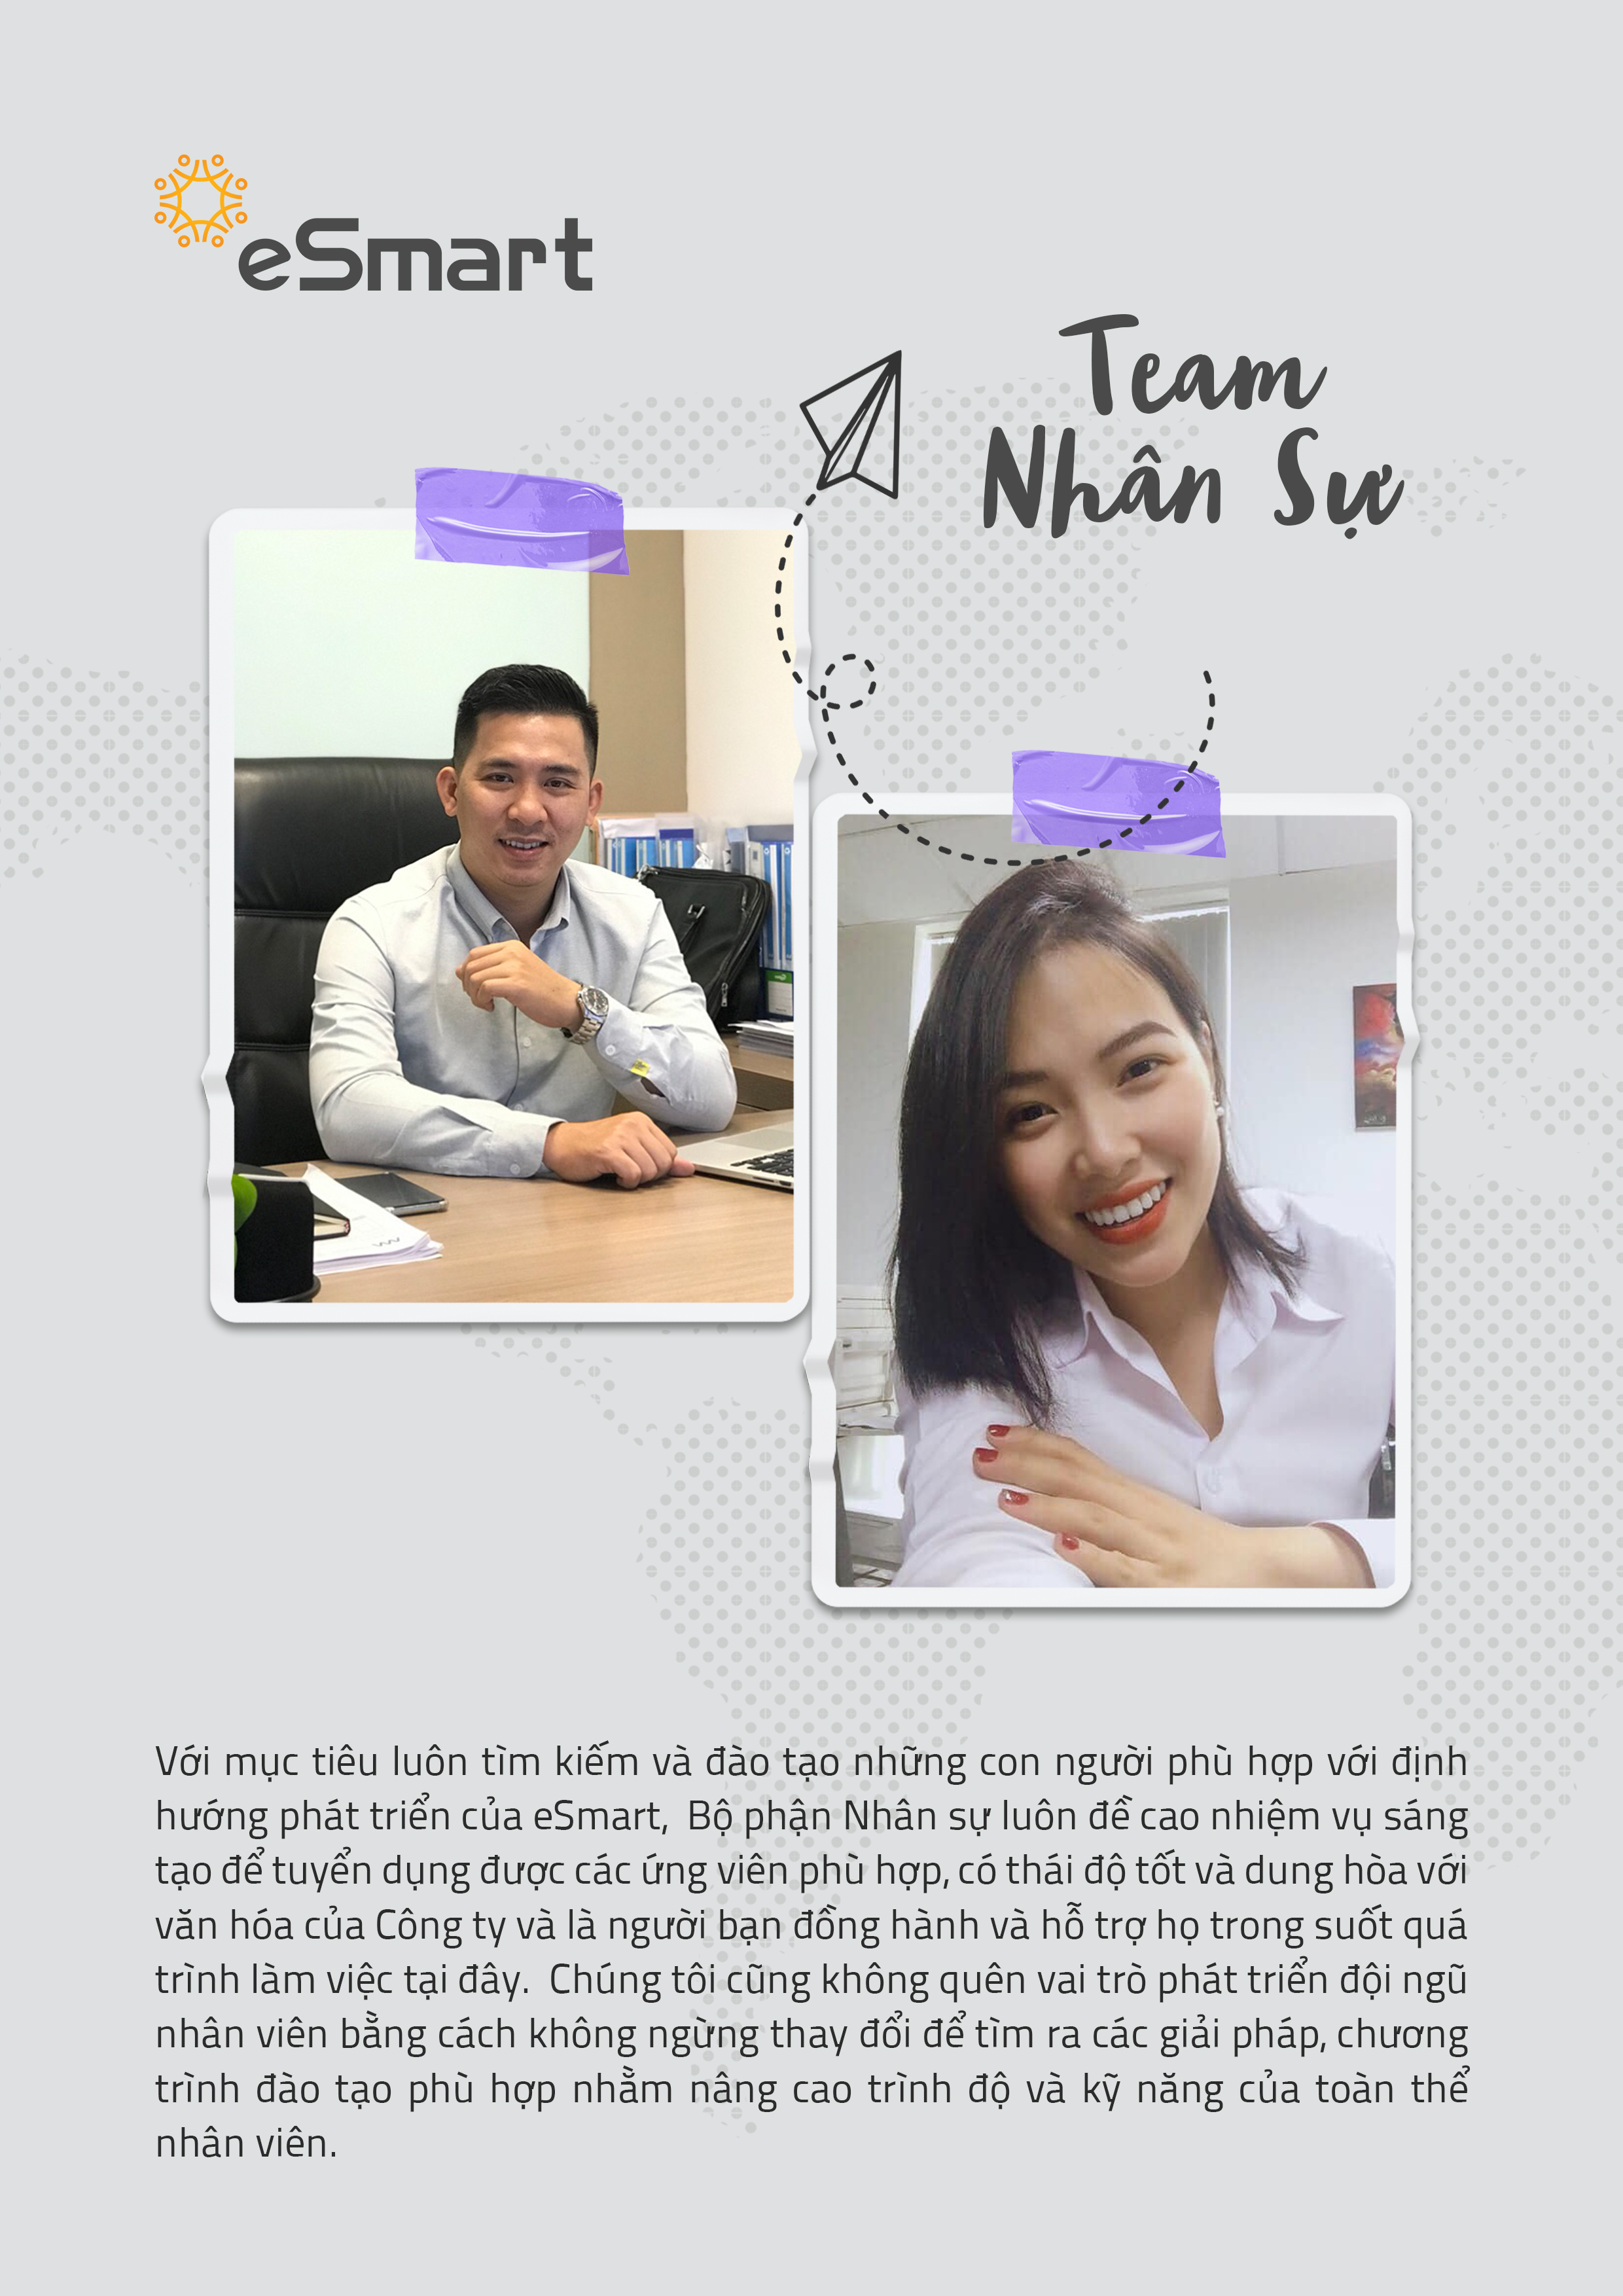 eSmart
Team
Nhân Sự
Với mục tiêu luôn tìm kiếm và đào tạo những con người phù hợp với định
hướng phát triển của eSmart, Bộ phận Nhân sự luôn đề cao nhiệm vụ sáng
tạo để tuyển dụng được các ứng viên phù hợp, có thái độ tốt và dung hòa với
văn hóa của Công ty và là người bạn đồng hành và hỗ trợ họ trong suốt quá
trình làm việc tại đây. Chúng tôi cũng không quên vai trò phát triển đội ngũ
nhân viên bằng cách không ngừng thay đổi để tìm ra các giải pháp, chương
trình đào tạo phù hợp nhằm nâng cao trình độ và kỹ năng của toàn thể
nhân viên.